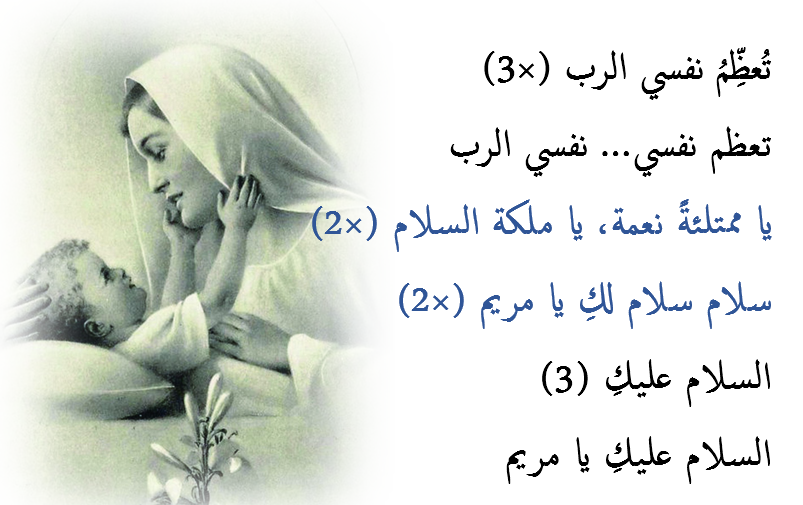 تُعظِّمُ نفسي الرب (×3)
تعظم نفسي... نفسي الرب
يا ممتلئةً نعمة، يا ملكة السلام (×2)
سلام سلام لكِ يا مريم (×2)
السلام عليكِ (3)
السلام عليكِ يا مريم